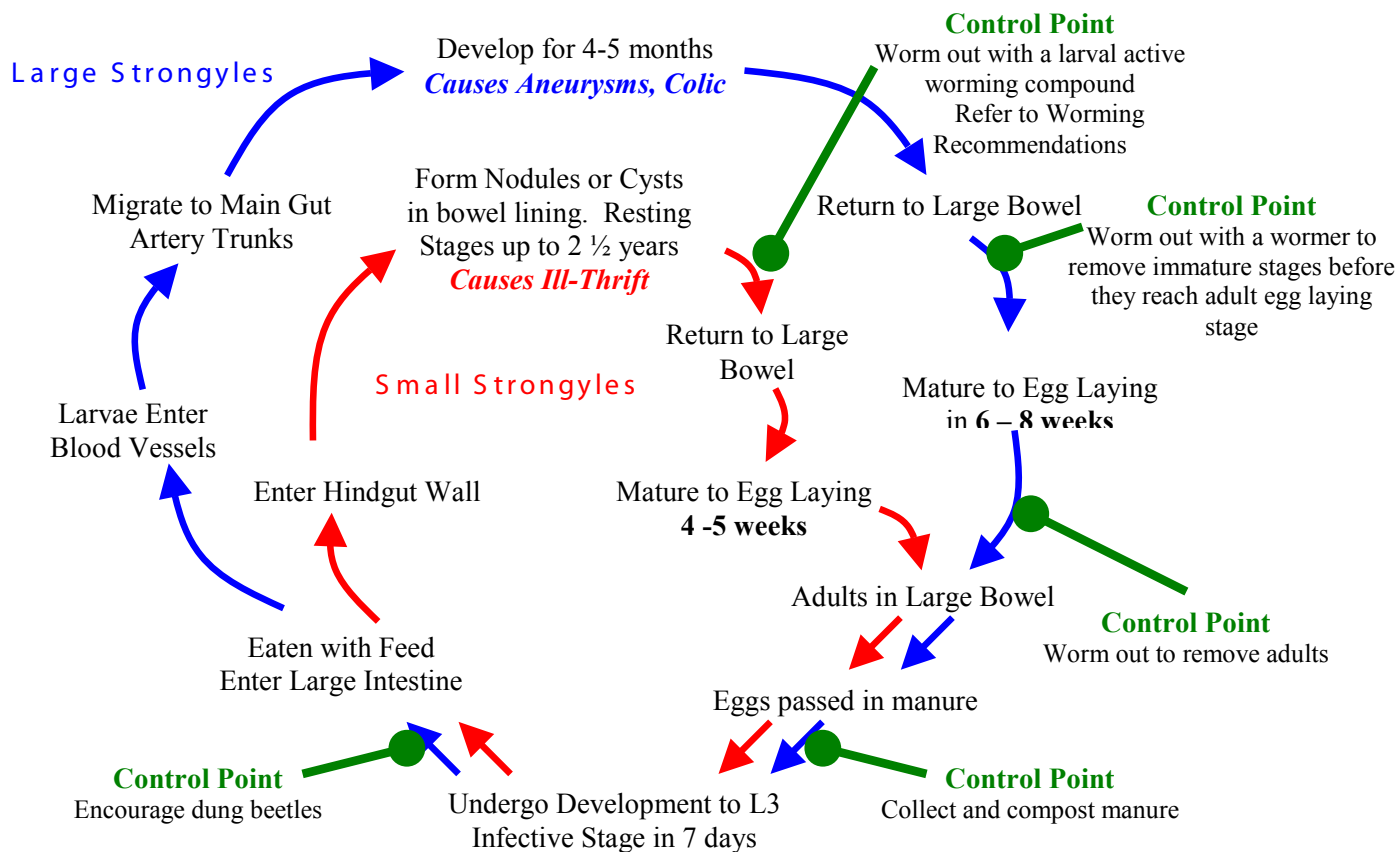 Large Strongyles
Develop for 4-5 months
Causes Aneurysms, Colic
Control Point
Worm out with a larval active
worming compound
Refer to Worming
Recommendations
Migrate to Main Gut
Artery Trunks
Form Nodules or Cysts
in bowel lining. Resting
Stages up to 2 ½ years
Causes Ill-Thrift
Return to Large Bowel
Control Point
Worm out with a wormer to
remove immature stages before
they reach adult egg laying
stage
Return to Large
Bowel
Small Strongyles
Larvae Enter
Blood Vessels
Mature to Egg Laying
in 6 – 8 weeks
Enter Hindgut Wall
Mature to Egg Laying
4 -5 weeks
Adults in Large Bowel
Control Point
Worm out to remove adults
Eaten with Feed
Enter Large Intestine
Eggs passed in manure
Control Point
Encourage dung beetles
Undergo Development to L3
Infective Stage in 7 days
Control Point
Collect and compost manure